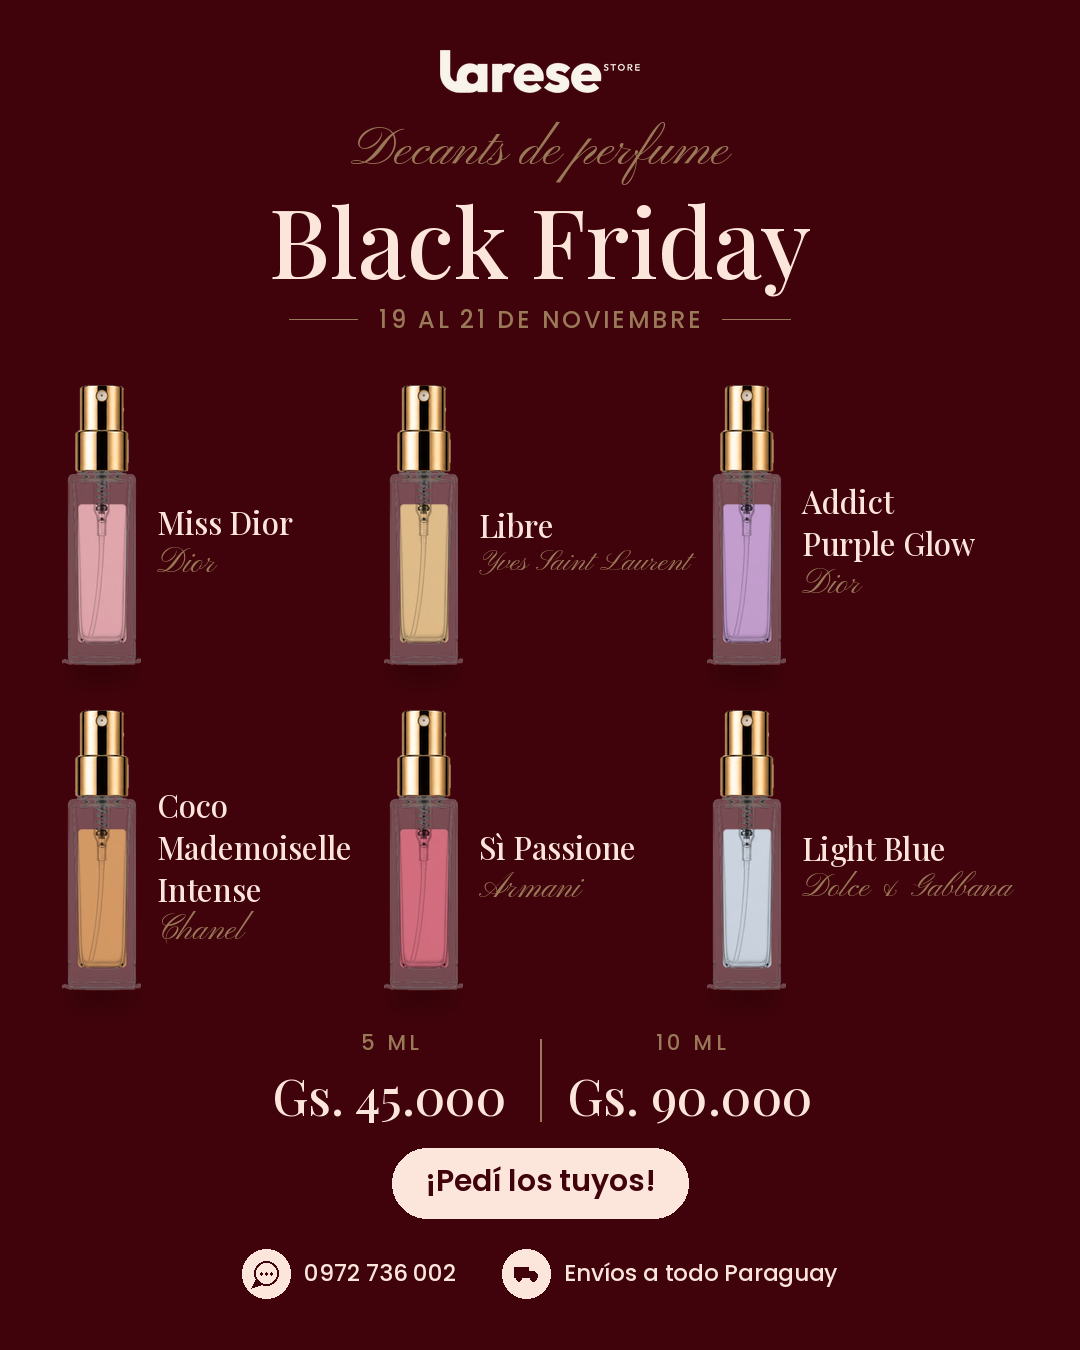 Larese STORE
Decants de perfume
Black Friday
19 AL 21 DE NOVIEMBRE
Miss Dior
Dior
Libre
Yves Saint Laurent
Addict
Purple Glow
Dior
Coco
Mademoiselle
Intense
Chanel
Sì Passione
Armani
Light Blue
Dolce & Gabbana
5 ML
Gs. 45.000
10 ML
Gs. 90.000
¡Pedí los tuyos!
0972 736 002
Envíos a todo Paraguay